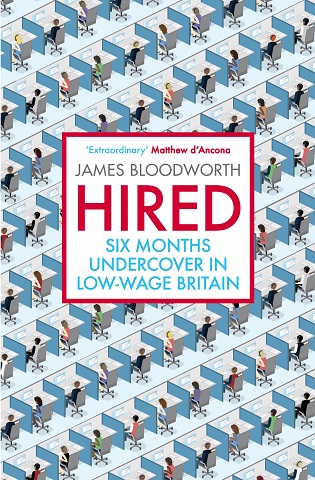 ‘Extraordinary’ Matthew d’Ancona
JAMES BLOODWORTH
HIRED
SIX MONTHS
UNDERCOVER IN
LOW-WAGE BRITAIN